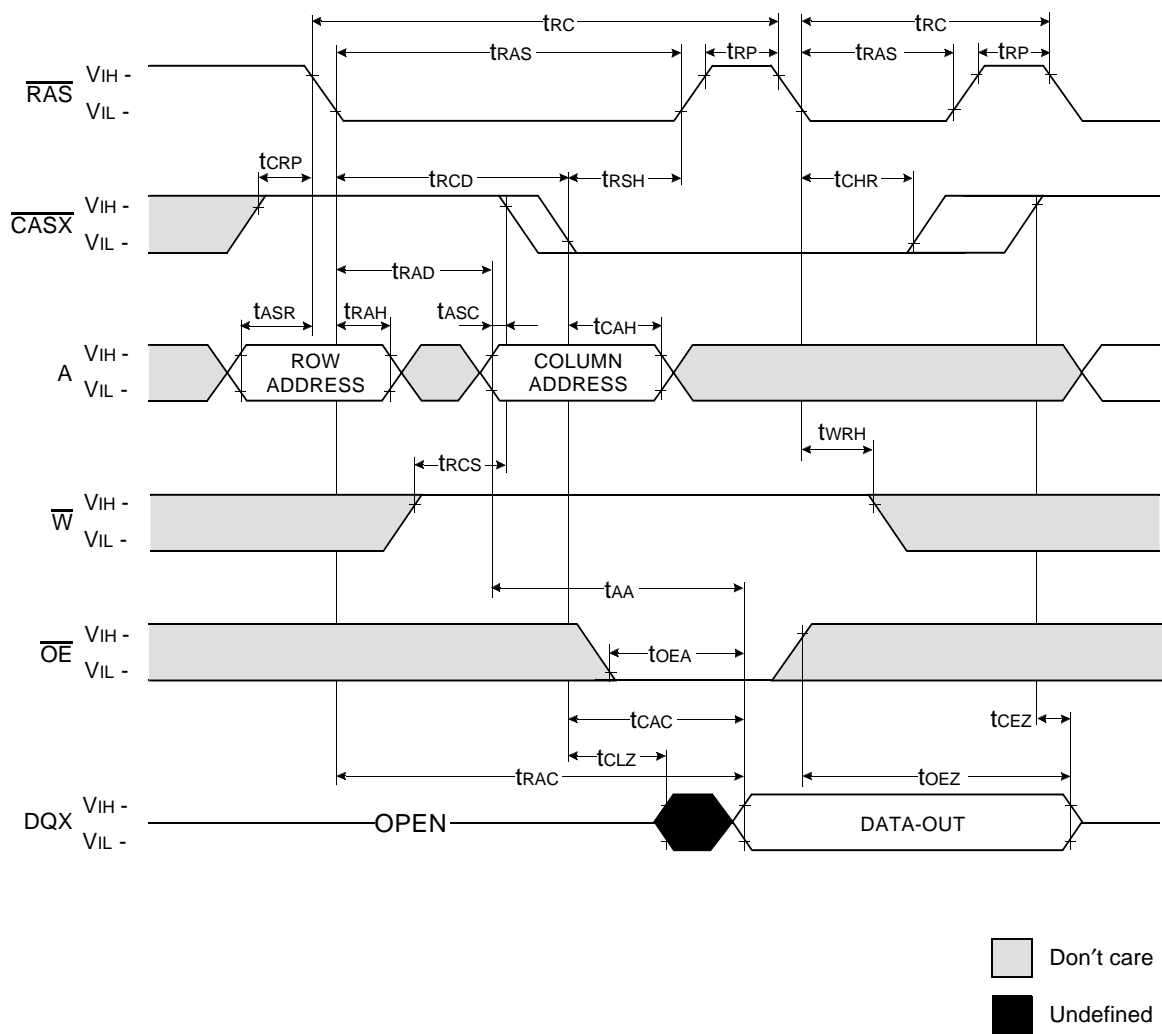 tRC tRC
tRAS tRP tRAS tRP
RAS VIH -
VIL -
tCRP tRCD tRSH tCHR
CASX VIH -
VIL -
tRAD
tASR tRAH tASC tCAH
A VIH -
VIL -
ROW ADDRESS
COLUMN ADDRESS
tWRH
tRCS
W VIH -
VIL -
tAA
OE VIH -
VIL -
tOEA
tCAC tCEZ
tCLZ
tRAC tOEZ
DQX VIH -
VIL -
OPEN DATA-OUT
Don′t care
Undefined